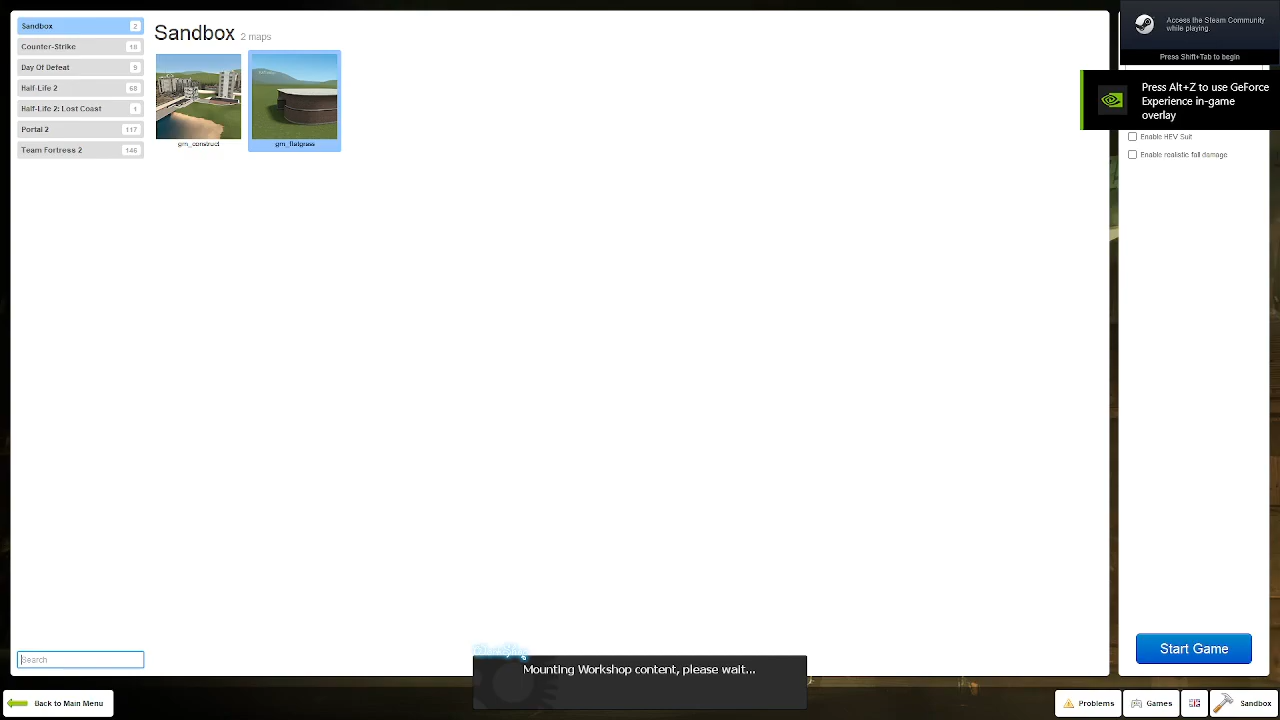 Sandbox 2
Counter-Strike 18
Day Of Defeat 9
Half-Life 2 68
Half-Life 2: Lost Coast 1
Portal 2 117
Team Fortress 2 146
Sandbox 2 maps
gm_construct
gm_flatgrass
Access the Steam Community
while playing.
Press Shift+Tab to begin
Press Alt+Z to use GeForce
Experience in-game
overlay
Enable HEV Suit
Enable realistic fall damage
Start Game
Search
Mounting Workshop content, please wait...
Back to Main Menu
Problems
Games
Sandbox